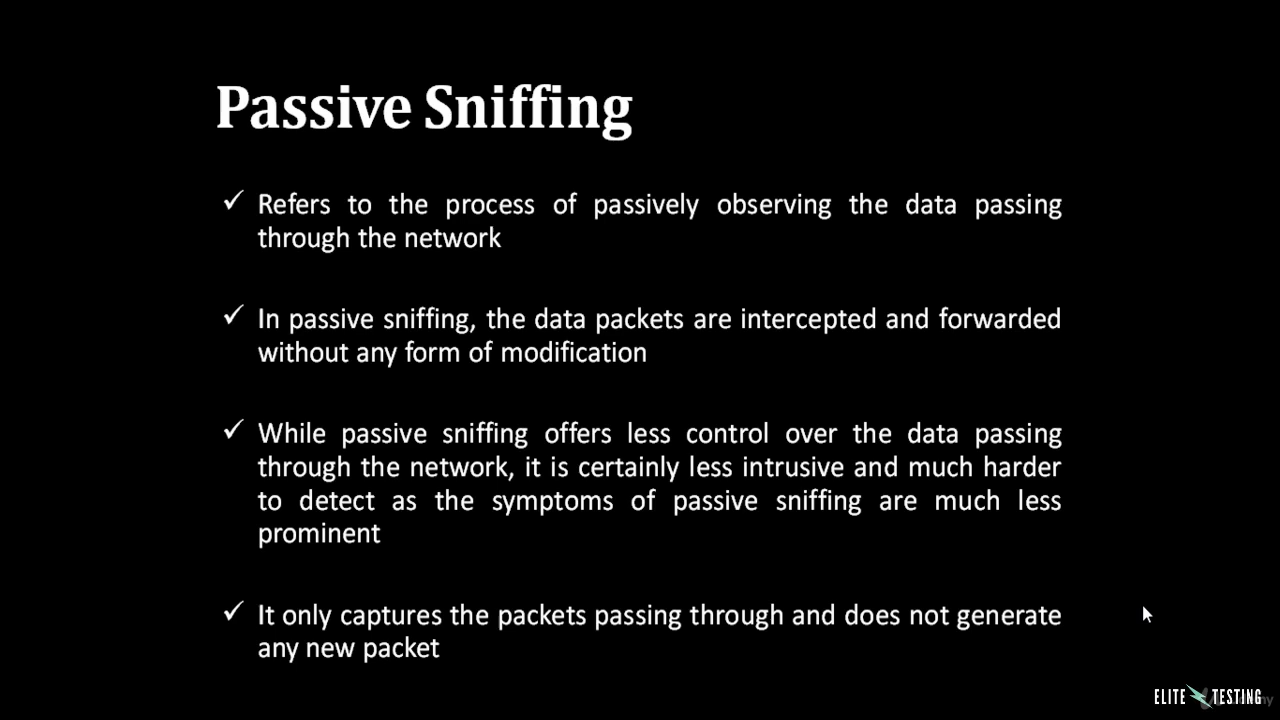 Passive Sniffing
✓ Refers to the process of passively observing the data passing
through the network
✓ In passive sniffing, the data packets are intercepted and forwarded
without any form of modification
✓ While passive sniffing offers less control over the data passing
through the network, it is certainly less intrusive and much harder
to detect as the symptoms of passive sniffing are much less
prominent
✓ It only captures the packets passing through and does not generate
any new packet
ELITE TESTING